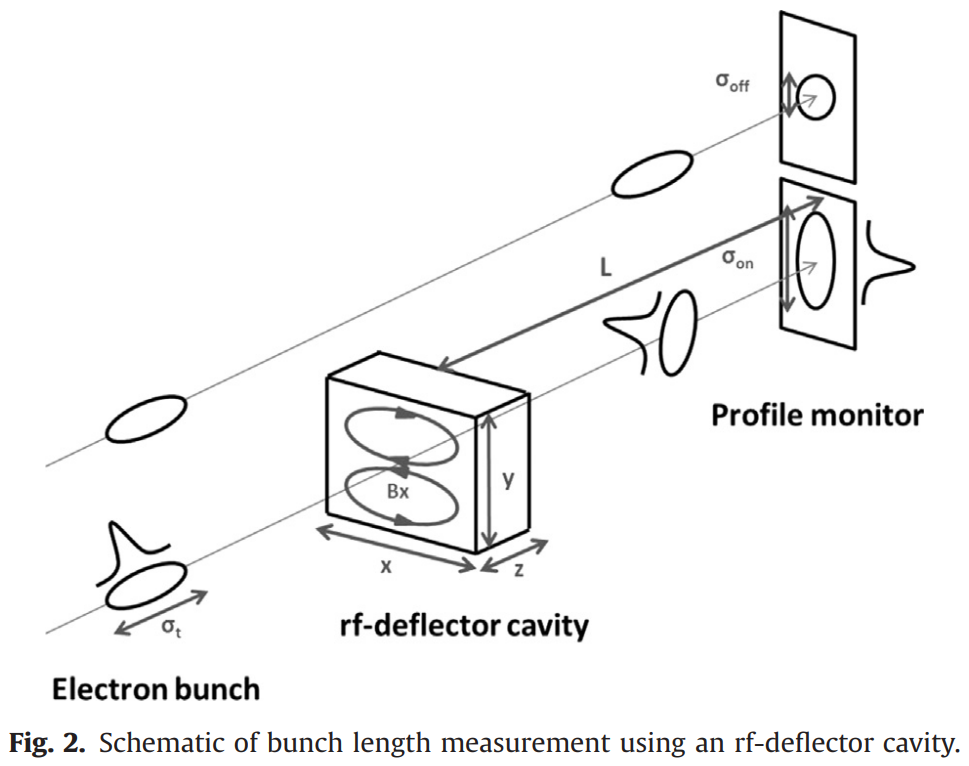 σoff
σon
L
Profile monitor
Bx
y
x
z
σt
rf-deflector cavity
Electron bunch
Fig. 2. Schematic of bunch length measurement using an rf-deflector cavity.